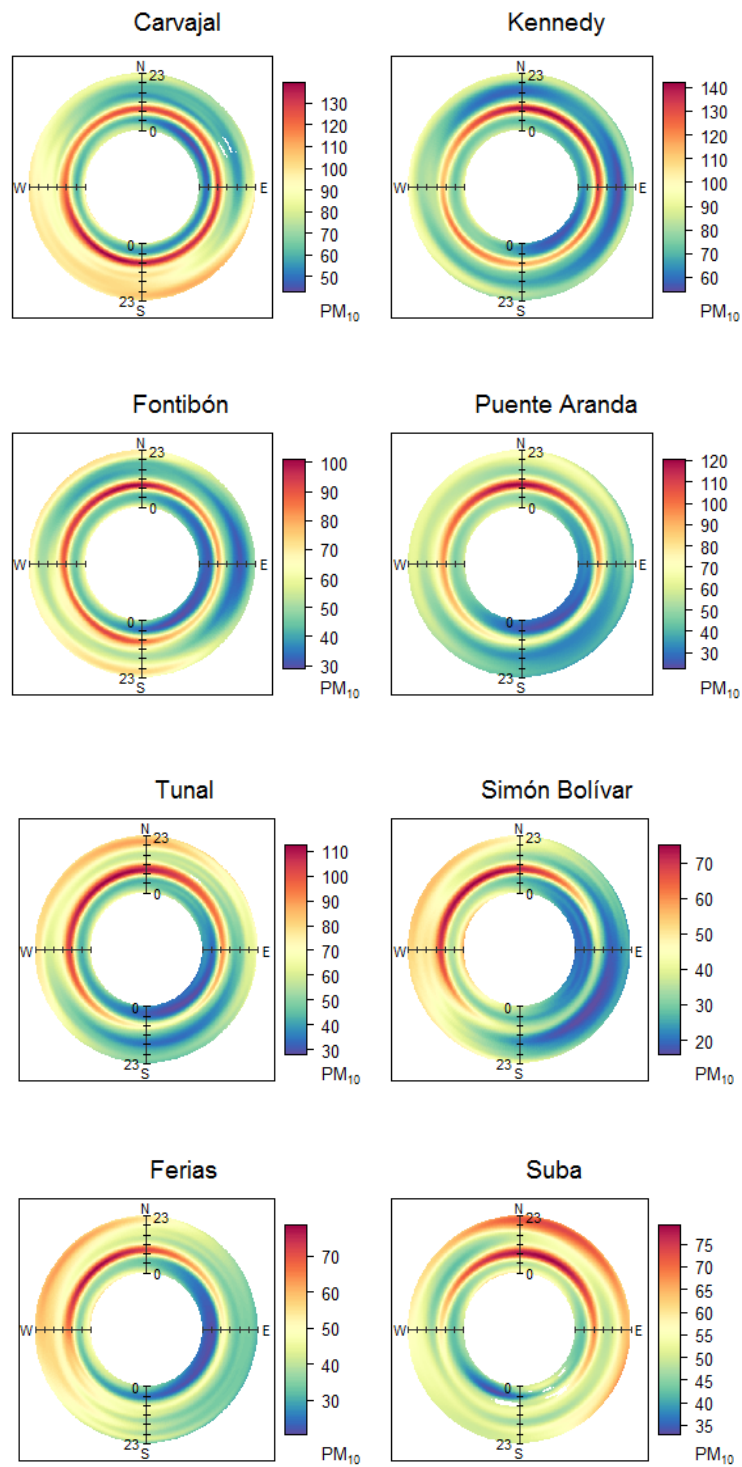 Carvajal
N
23
0
W
E
0
23
S
130
120
110
100
90
80
70
60
50
PM₁₀
Kennedy
N
23
0
W
E
0
23
S
140
130
120
110
100
90
80
70
60
PM₁₀
Fontibón
N
23
0
W
E
0
23
S
100
90
80
70
60
50
40
30
PM₁₀
Puente Aranda
N
23
0
W
E
0
23
S
120
110
100
90
80
70
60
50
40
30
PM₁₀
Tunal
N
23
0
W
E
0
23
S
110
100
90
80
70
60
50
40
30
PM₁₀
Simón Bolívar
N
23
0
W
E
0
23
S
70
60
50
40
30
20
PM₁₀
Ferias
N
23
0
W
E
0
23
S
70
60
50
40
30
PM₁₀
Suba
N
23
0
W
E
0
23
S
75
70
65
60
55
50
45
40
35
PM₁₀